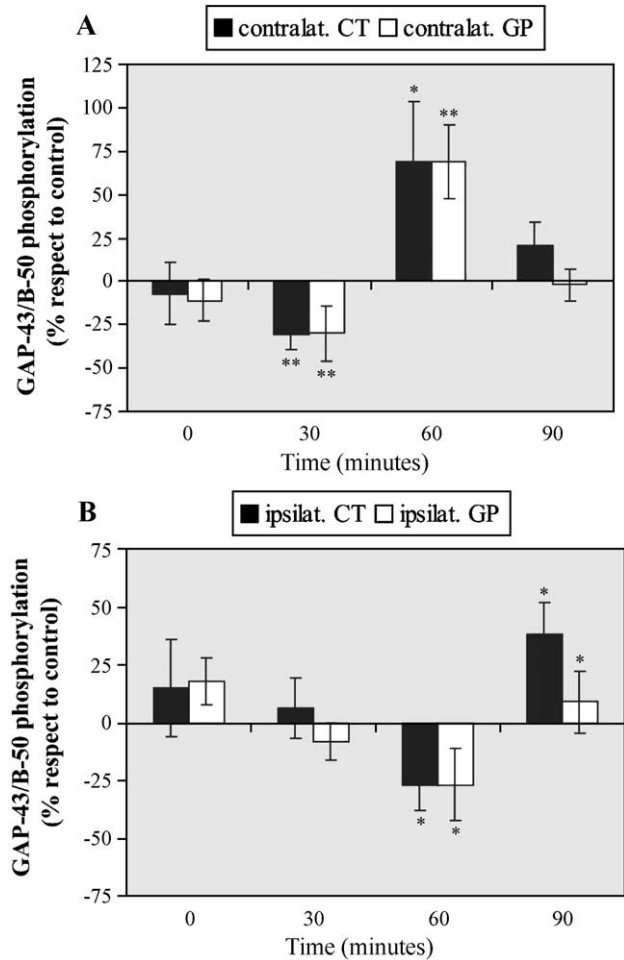 A
contralat. CT contralat. GP
GAP-43/B-50 phosphorylation
(% respect to control)
125
100
75
50
25
0
-25
-50
-75
*
**
**
**
0 30 60 90
Time (minutes)
B
ipsilat. CT ipsilat. GP
GAP-43/B-50 phosphorylation
(% respect to control)
75
50
25
0
-25
-50
-75
*
*
*
*
0 30 60 90
Time (minutes)